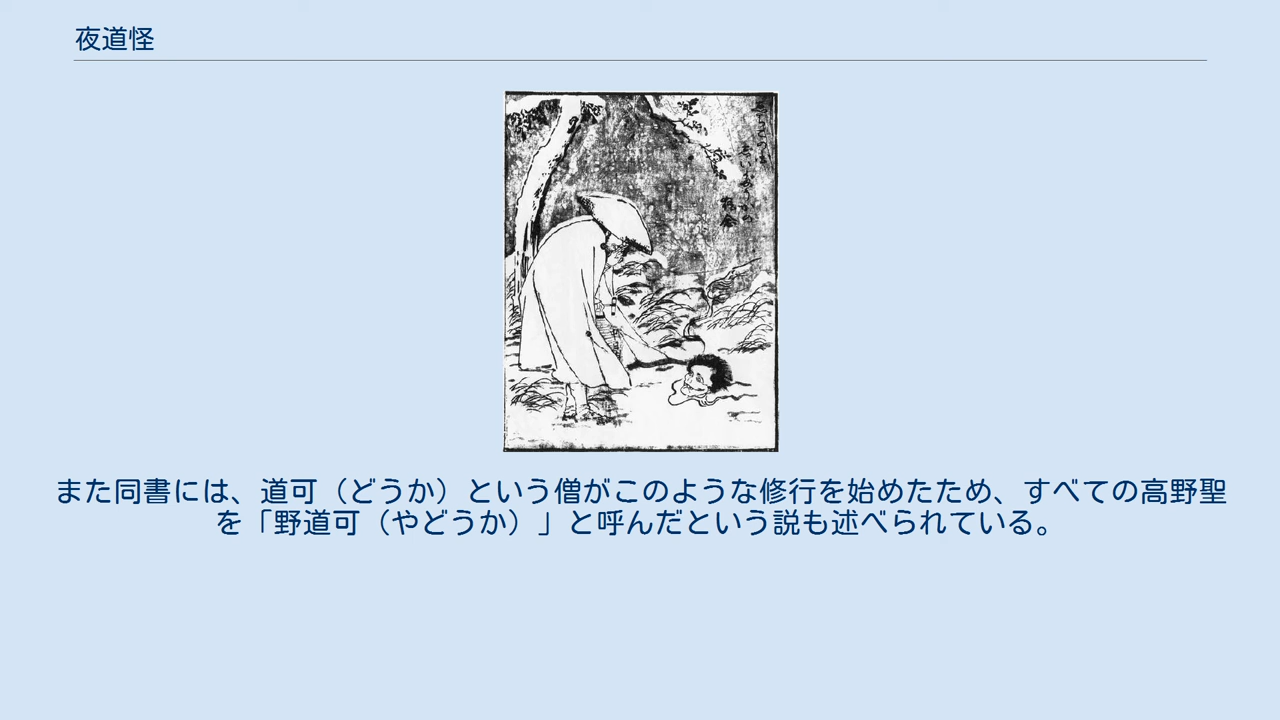 夜道怪
また同書には、道可（どうか）という僧がこのような修行を始めたため、すべての高野聖
を「野道可（やどうか）」と呼んだという説も述べられている。